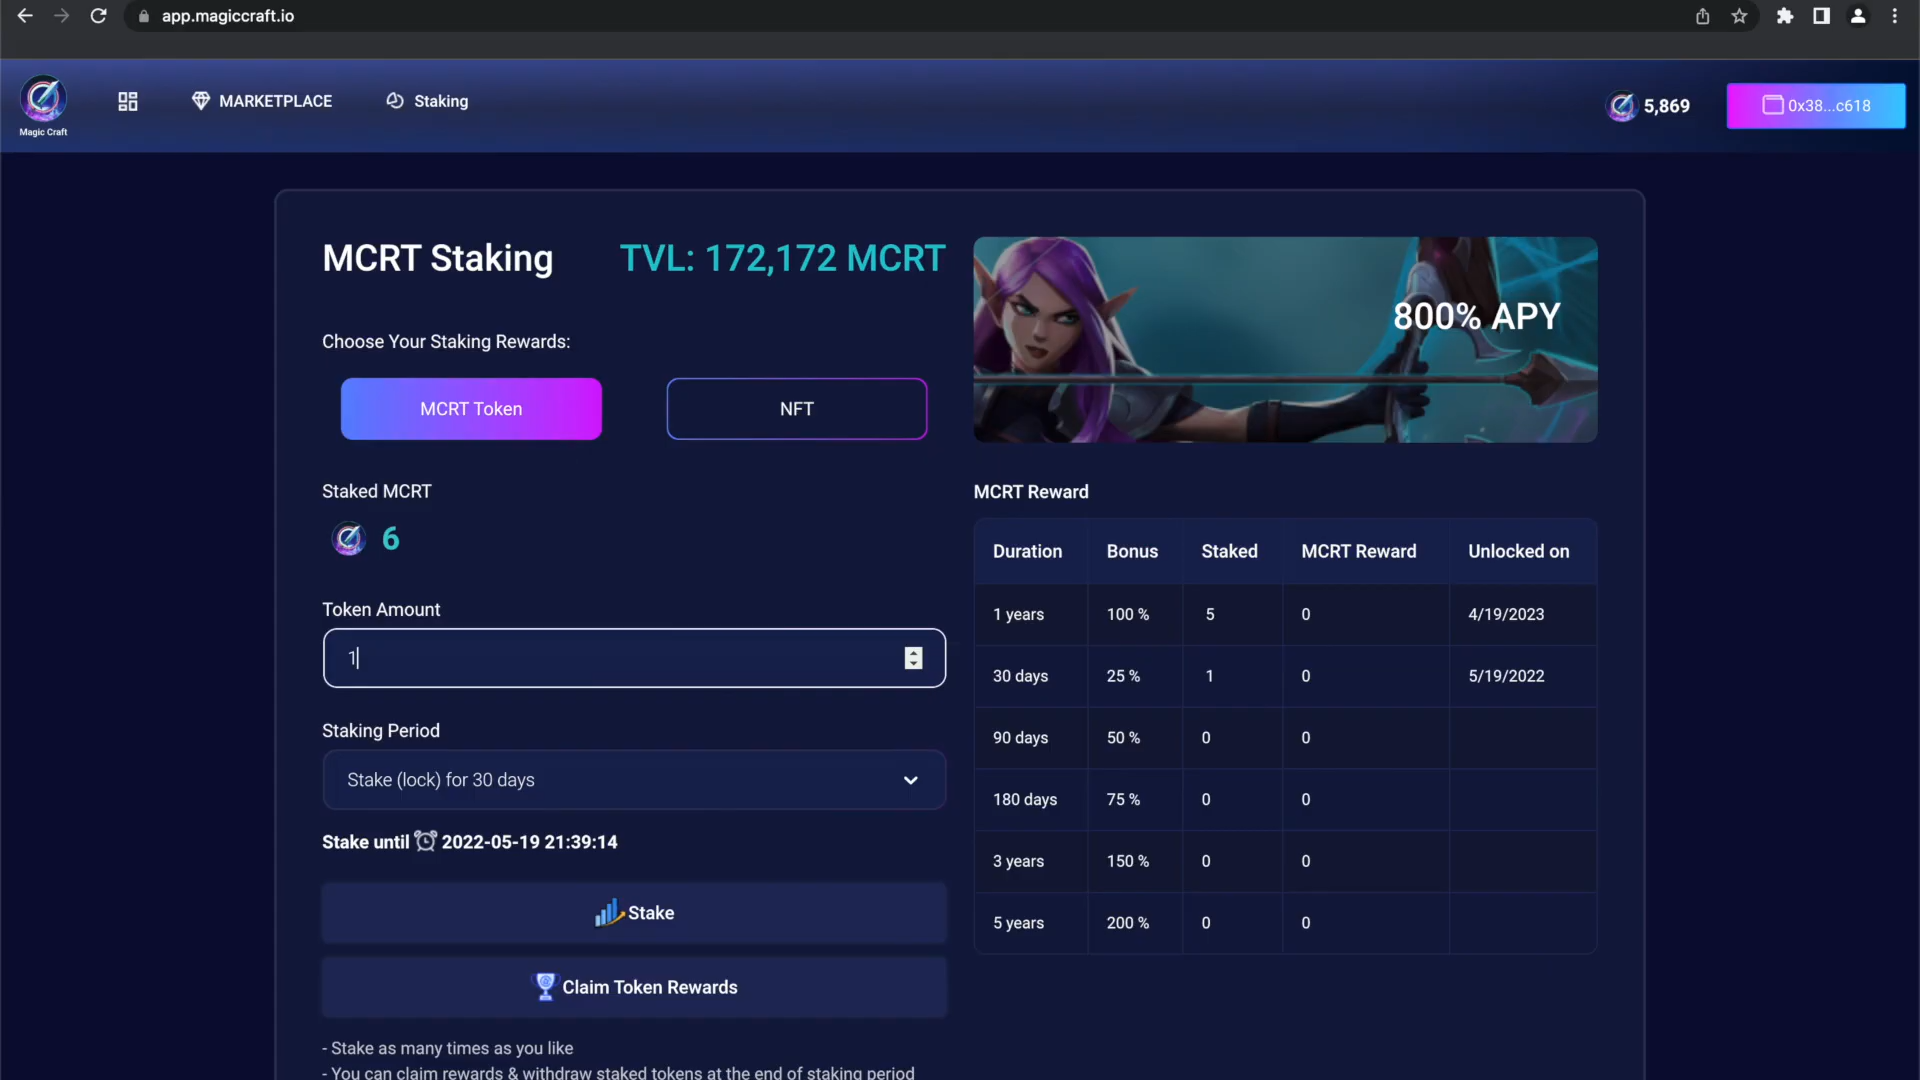 app.magiccraft.io
Magic Craft
MARKETPLACE
Staking
5,869
0x38...c618
MCRT Staking
TVL: 172,172 MCRT
800% APY
Choose Your Staking Rewards:
MCRT Token
NFT
Staked MCRT
6
Token Amount
1
Staking Period
Stake (lock) for 30 days
Stake until 2022-05-19 21:39:14
Stake
Claim Token Rewards
- Stake as many times as you like
- You can claim rewards & withdraw staked tokens at the end of staking period
MCRT Reward
Duration Bonus Staked MCRT Reward Unlocked on
1 years 100 % 5 0 4/19/2023
30 days 25 % 1 0 5/19/2022
90 days 50 % 0 0
180 days 75 % 0 0
3 years 150 % 0 0
5 years 200 % 0 0